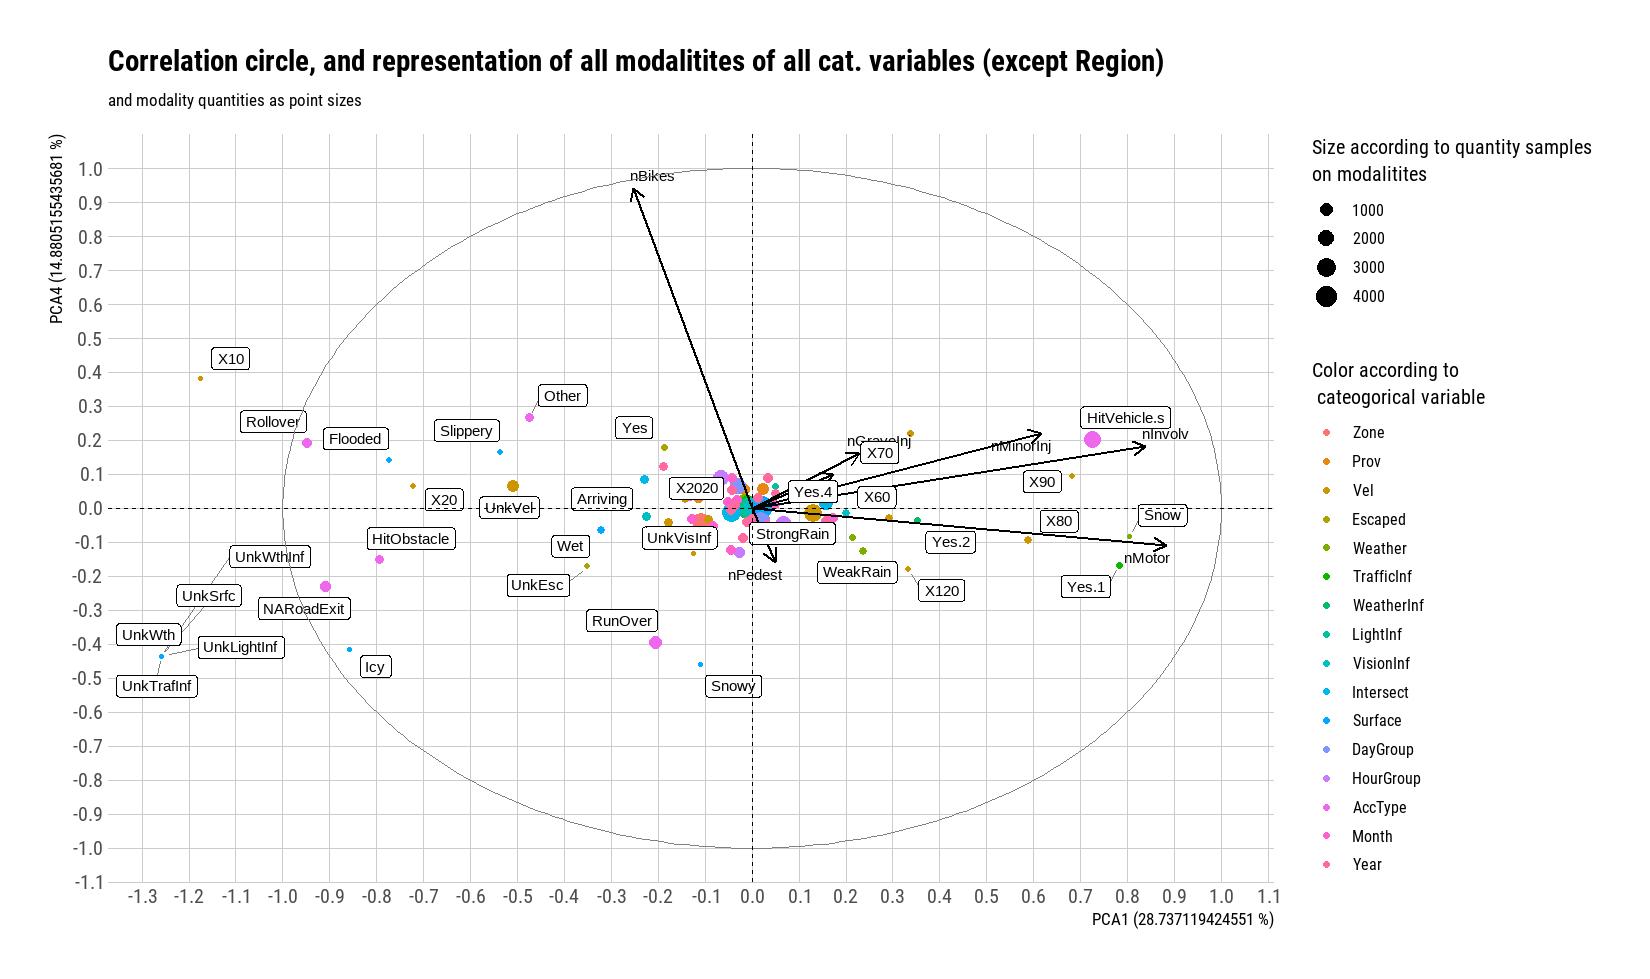 Correlation circle, and representation of all modalitites of all cat. variables (except Region)
and modality quantities as point sizes
PCA4 (14.8805155435681 %)
1.0
0.9
0.8
0.7
0.6
0.5
0.4
0.3
0.2
0.1
0.0
-0.1
-0.2
-0.3
-0.4
-0.5
-0.6
-0.7
-0.8
-0.9
-1.0
-1.1
nBikes
X10
Other
Rollover
Flooded
Slippery
Yes
HitVehicle.s
nInvolv
nGraveInj
nMinorInj
X70
X90
X2020
Yes.4
X60
X20
UnkVel
Arriving
Snow
X80
HitObstacle
Wet
UnkVisInf
StrongRain
Yes.2
UnkWthInf
nMotor
UnkEsc
nPedest
WeakRain
X120
Yes.1
UnkSrfc
NARoadExit
RunOver
UnkWth
UnkLightInf
Icy
UnkTrafInf
Snowy
-1.3 -1.2 -1.1 -1.0 -0.9 -0.8 -0.7 -0.6 -0.5 -0.4 -0.3 -0.2 -0.1 0.0 0.1 0.2 0.3 0.4 0.5 0.6 0.7 0.8 0.9 1.0 1.1
PCA1 (28.737119424551 %)
Size according to quantity samples
on modalitites
1000
2000
3000
4000
Color according to
cateogorical variable
Zone
Prov
Vel
Escaped
Weather
TrafficInf
WeatherInf
LightInf
VisionInf
Intersect
Surface
DayGroup
HourGroup
AccType
Month
Year